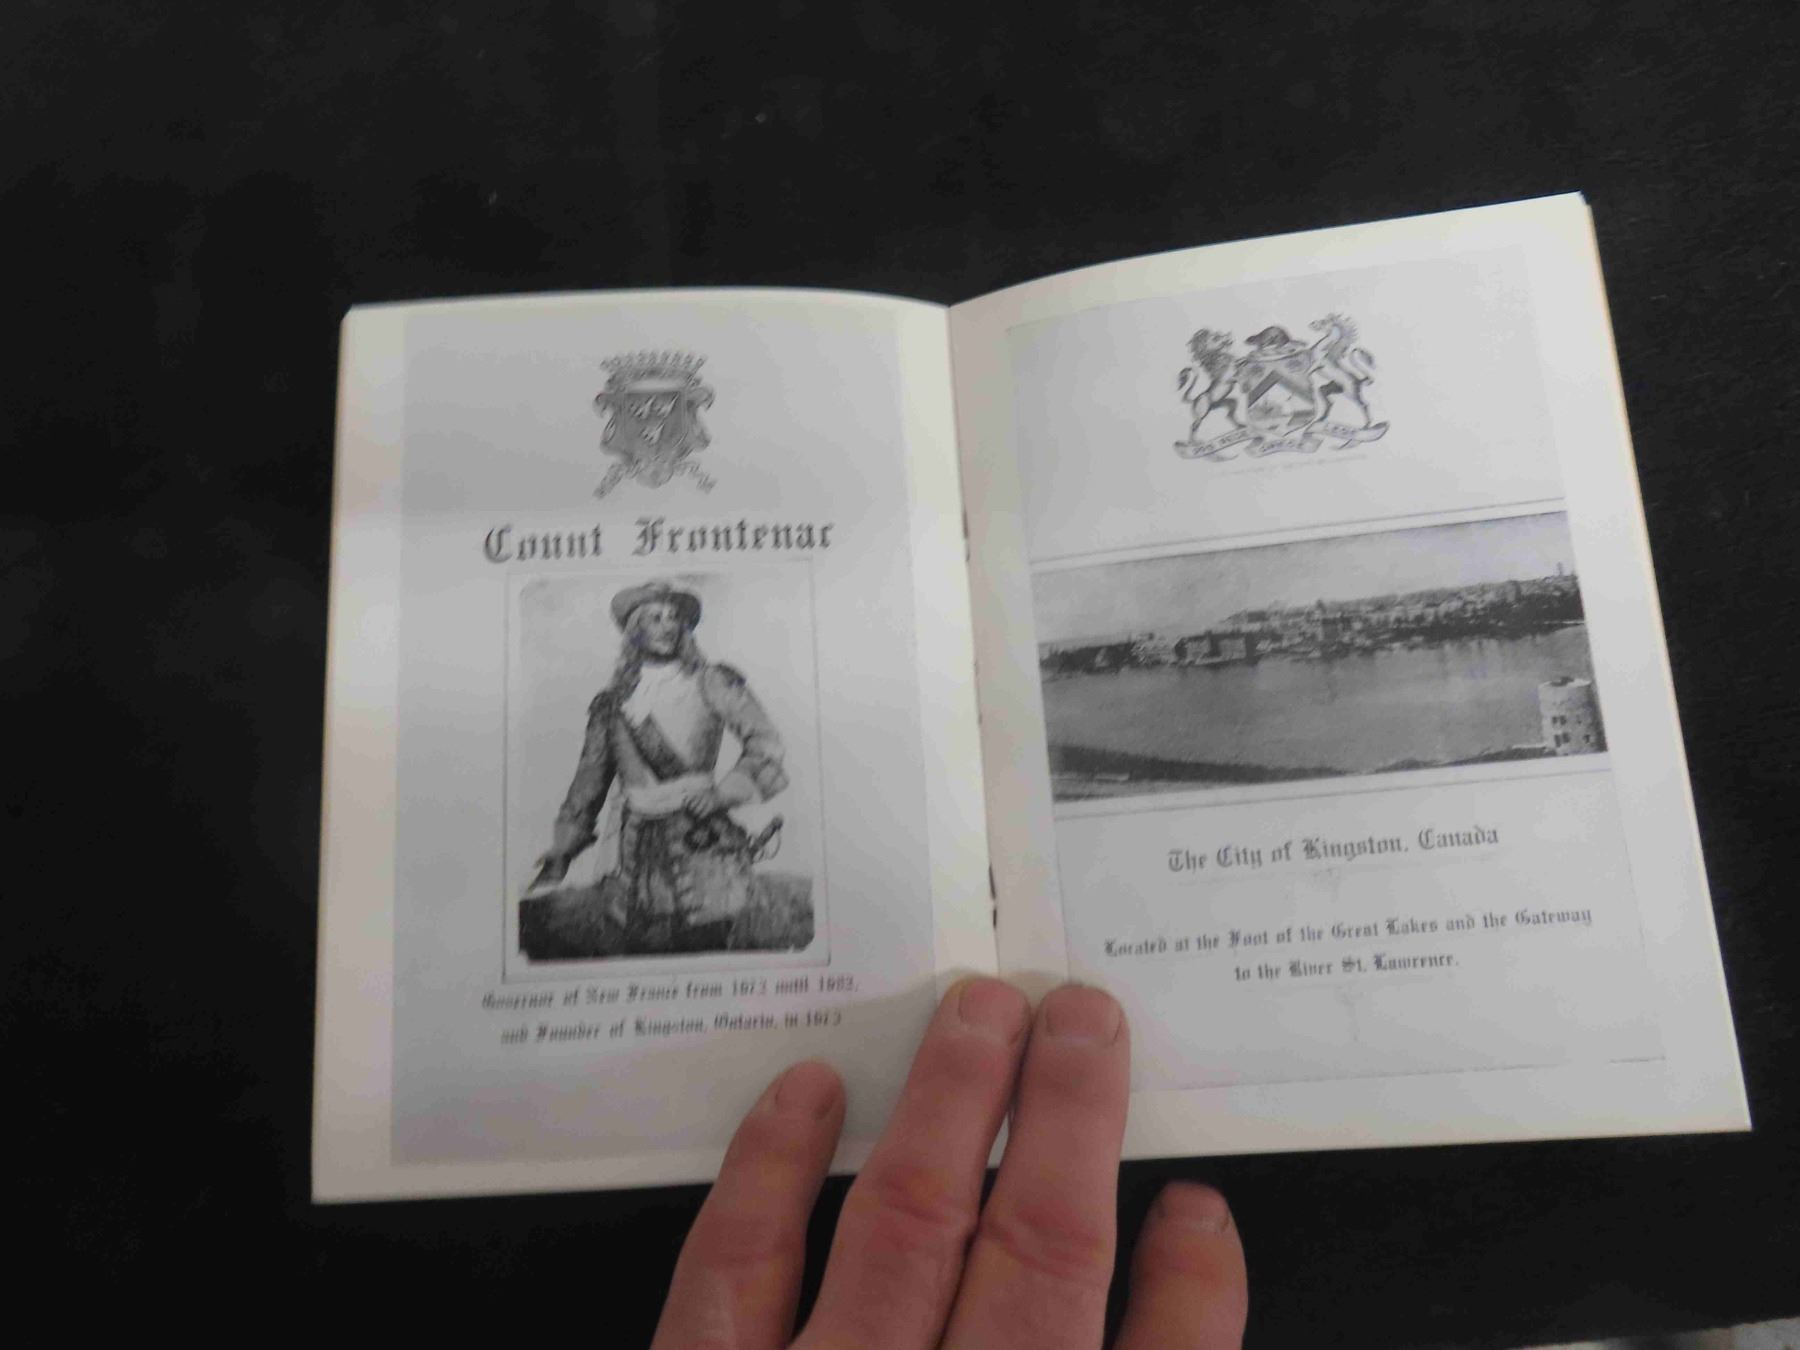 Count Frontenac
Governor of New France from 1673 until 1682,
and Founder of Kingston, Ontario, in 1673
The City of Kingston, Canada
Located at the Foot of the Great Lakes and the Gateway
to the River St. Lawrence.